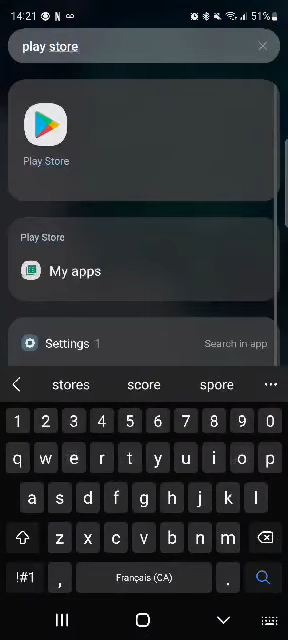 14:21 N 51%
play store
Play Store
Play Store
My apps
Settings 1 Search in app
stores score spore
1 2 3 4 5 6 7 8 9 0
q w e r t y u i o p
a s d f g h j k l
z x c v b n m
!#1 , Français (CA) .